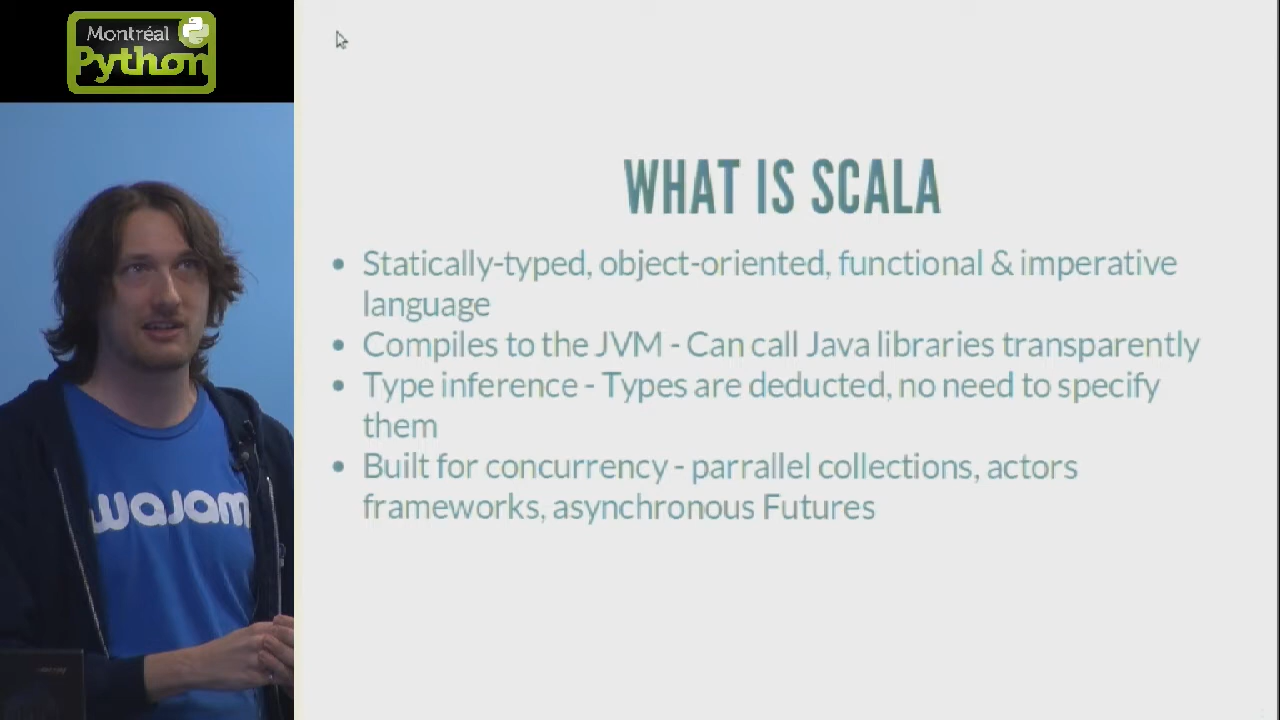 Montréal
Python
WHAT IS SCALA
• Statically-typed, object-oriented, functional & imperative
language
• Compiles to the JVM - Can call Java libraries transparently
• Type inference - Types are deducted, no need to specify
them
• Built for concurrency - parrallel collections, actors
frameworks, asynchronous Futures
wajam